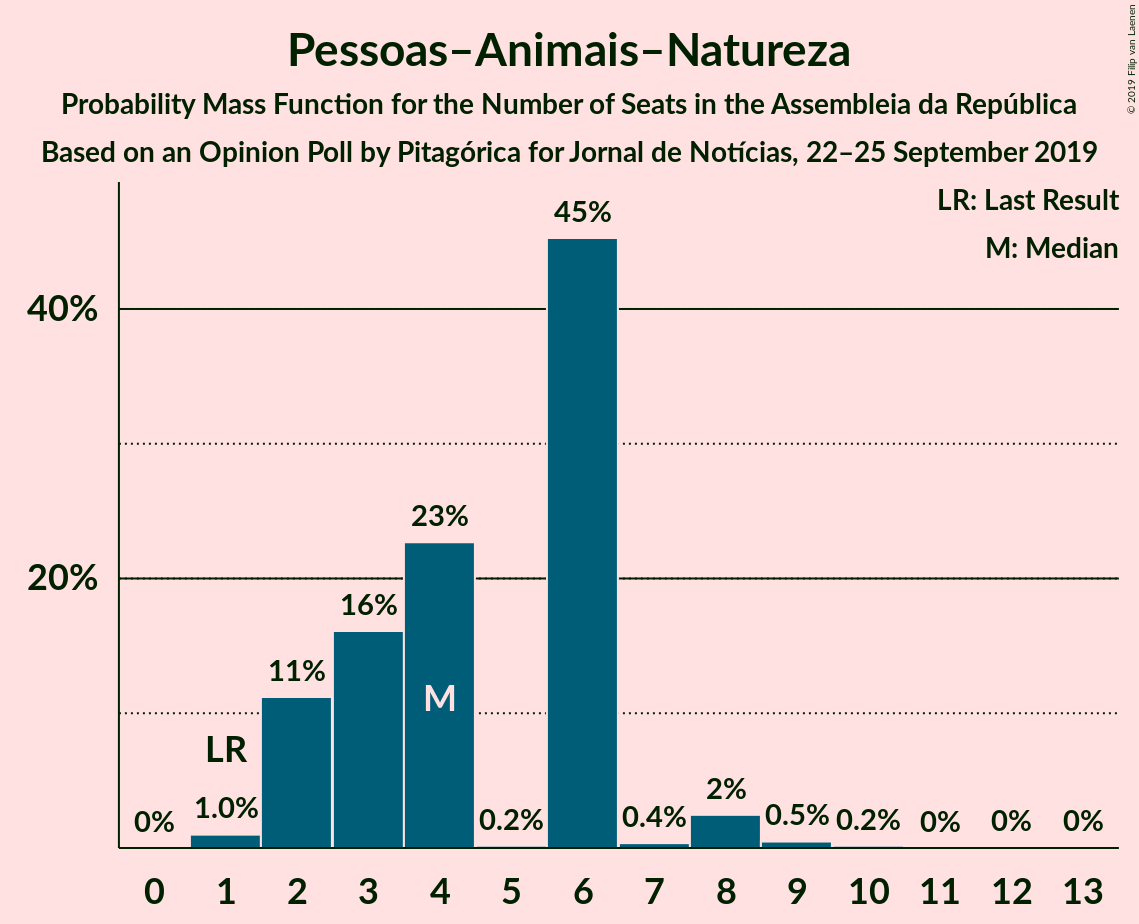 Pessoas–Animais–Natureza
Probability Mass Function for the Number of Seats in the Assembleia da República
Based on an Opinion Poll by Pitagórica for Jornal de Notícias, 22–25 September 2019
© 2019 Filip van Laenen
LR: Last Result
M: Median
45%
40%
23%
20%
16%
11%
M
LR
0% 1.0% 0.2% 0.4% 2% 0.5% 0.2% 0% 0% 0%
0 1 2 3 4 5 6 7 8 9 10 11 12 13